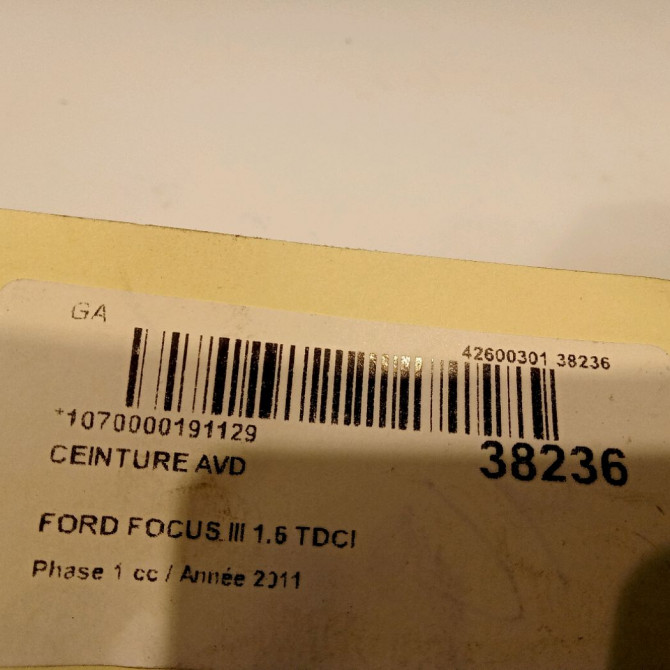 GA
42600301 38236
*1070000191129
38236
CEINTURE AVD
FORD FOCUS III 1.6 TDCI
Phase 1 cc / Année 2011